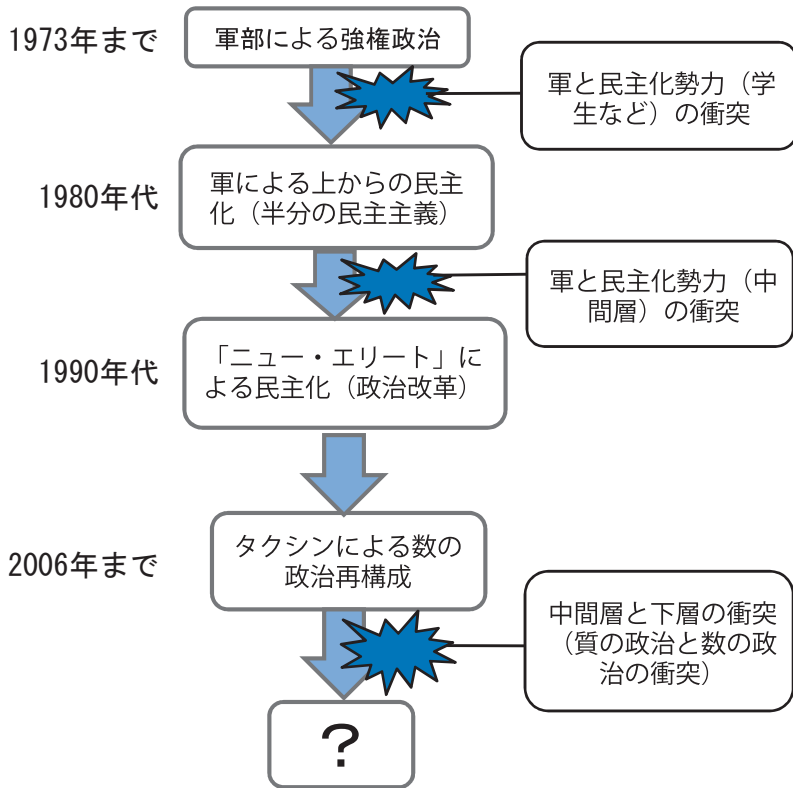 1973年まで
軍部による強権政治
軍と民主化勢力（学
生など）の衝突
1980年代
軍による上からの民主
化（半分の民主主義）
軍と民主化勢力（中
間層）の衝突
1990年代
「ニュー・エリート」に
よる民主化（政治改革）
2006年まで
タクシンによる数の
政治再構成
中間層と下層の衝突
（質の政治と数の政
治の衝突）
？